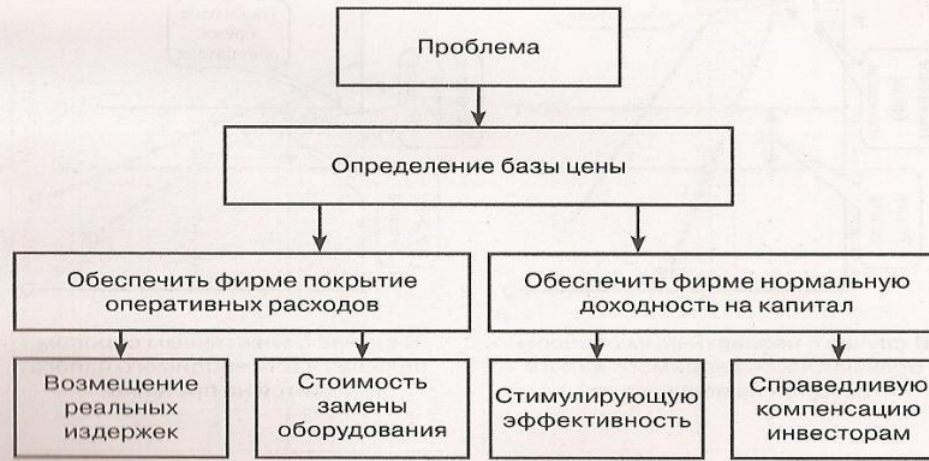 Проблема
Определение базы цены
Обеспечить фирме покрытие
оперативных расходов
Обеспечить фирме нормальную
доходность на капитал
Возмещение
реальных
издержек
Стоимость
замены
оборудования
Стимулирующую
эффективность
Справедливую
компенсацию
инвесторам